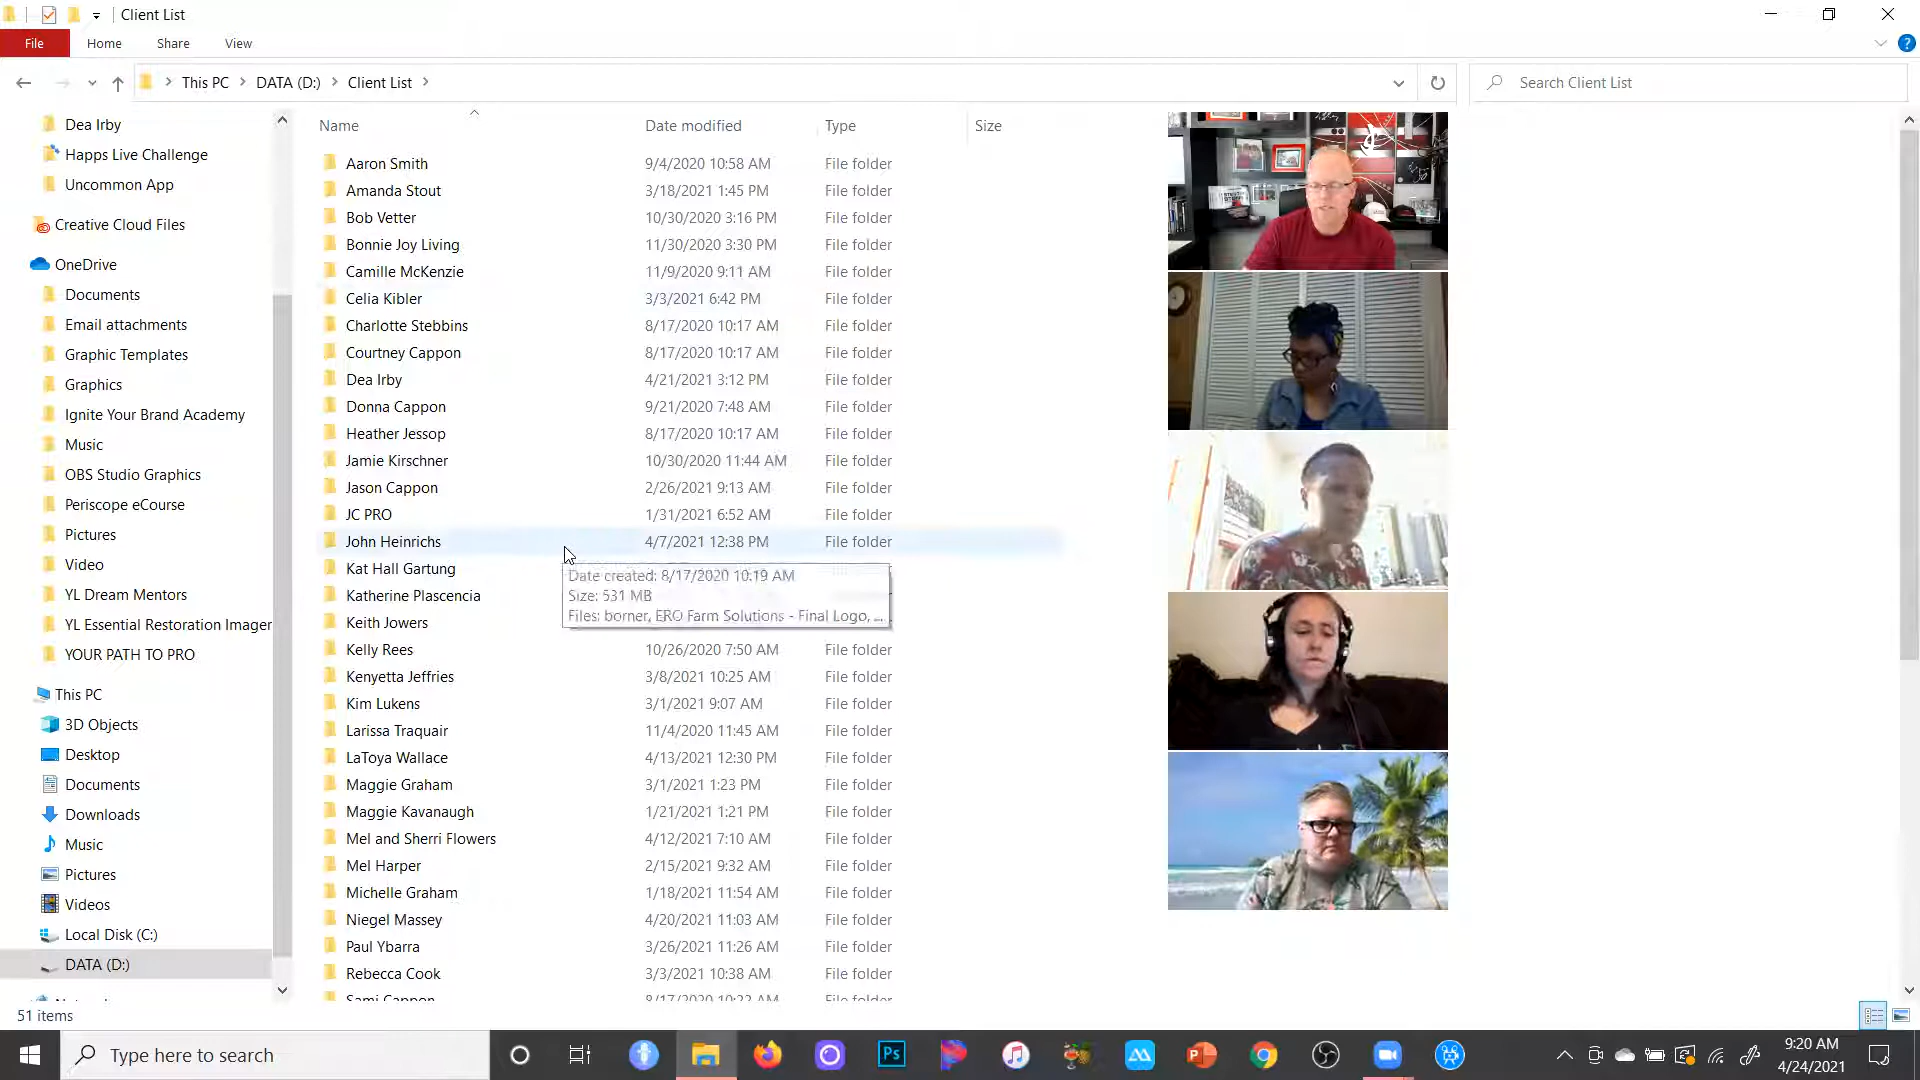 Client List
File Home Share View
This PC DATA (D:) Client List
Search Client List
Dea Irby
Happs Live Challenge
Uncommon App
Creative Cloud Files
OneDrive
Documents
Email attachments
Graphic Templates
Graphics
Ignite Your Brand Academy
Music
OBS Studio Graphics
Periscope eCourse
Pictures
Video
YL Dream Mentors
YL Essential Restoration Imager
YOUR PATH TO PRO
This PC
3D Objects
Desktop
Documents
Downloads
Music
Pictures
Videos
Local Disk (C:)
DATA (D:)
Name Date modified Type Size
Aaron Smith 9/4/2020 10:58 AM File folder
Amanda Stout 3/18/2021 1:45 PM File folder
Bob Vetter 10/30/2020 3:16 PM File folder
Bonnie Joy Living 11/30/2020 3:30 PM File folder
Camille McKenzie 11/9/2020 9:11 AM File folder
Celia Kibler 3/3/2021 6:42 PM File folder
Charlotte Stebbins 8/17/2020 10:17 AM File folder
Courtney Cappon 8/17/2020 10:17 AM File folder
Dea Irby 4/21/2021 3:12 PM File folder
Donna Cappon 9/21/2020 7:48 AM File folder
Heather Jessop 8/17/2020 10:17 AM File folder
Jamie Kirschner 10/30/2020 11:44 AM File folder
Jason Cappon 2/26/2021 9:13 AM File folder
JC PRO 1/31/2021 6:52 AM File folder
John Heinrichs 4/7/2021 12:38 PM File folder
Kat Hall Gartung
Date created: 8/17/2020 10:19 AM
Katherine Plascencia
Size: 531 MB
Files: borner, ERO Farm Solutions - Final Logo, ...
Keith Jowers
Kelly Rees 10/26/2020 7:50 AM File folder
Kenyetta Jeffries 3/8/2021 10:25 AM File folder
Kim Lukens 3/1/2021 9:07 AM File folder
Larissa Traquair 11/4/2020 11:45 AM File folder
LaToya Wallace 4/13/2021 12:30 PM File folder
Maggie Graham 3/1/2021 1:23 PM File folder
Maggie Kavanaugh 1/21/2021 1:21 PM File folder
Mel and Sherri Flowers 4/12/2021 7:10 AM File folder
Mel Harper 2/15/2021 9:32 AM File folder
Michelle Graham 1/18/2021 11:54 AM File folder
Niegel Massey 4/20/2021 11:03 AM File folder
Paul Ybarra 3/26/2021 11:26 AM File folder
Rebecca Cook 3/3/2021 10:38 AM File folder
Sami Cappon 8/17/2020 10:22 AM File folder
51 items
Type here to search
Ps
9:20 AM
4/24/2021